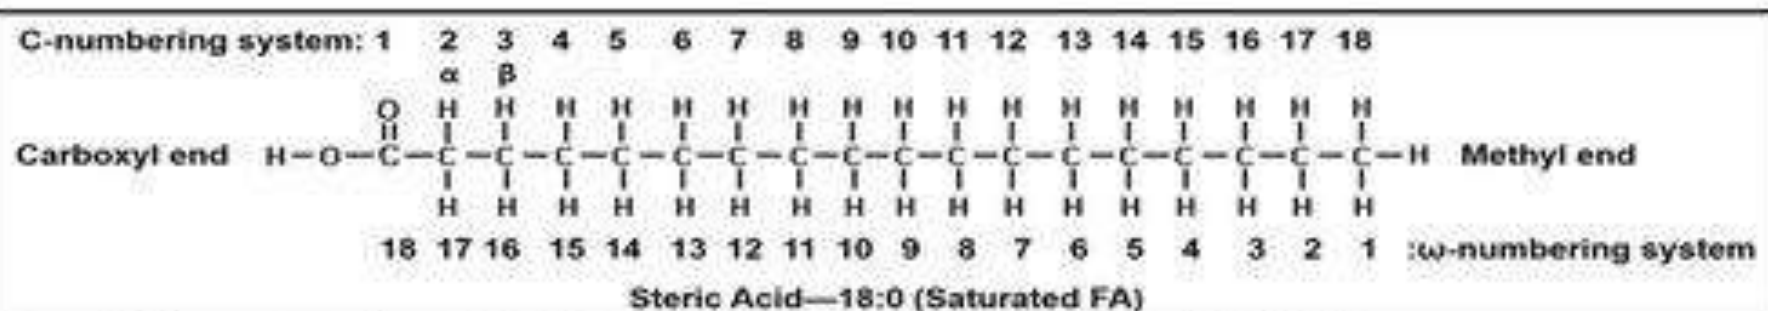 C-numbering system: 1 2 3 4 5 6 7 8 9 10 11 12 13 14 15 16 17 18
α β
O H H H H H H H H H H H H H H H H H
Carboxyl end H–O–C–C–C–C–C–C–C–C–C–C–C–C–C–C–C–C–C–C–H Methyl end
H H H H H H H H H H H H H H H H H
18 17 16 15 14 13 12 11 10 9 8 7 6 5 4 3 2 1 :ω-numbering system
Steric Acid—18:0 (Saturated FA)